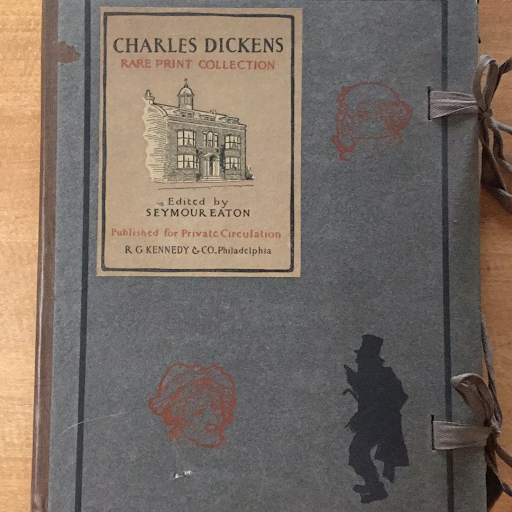 CHARLES DICKENS
RARE PRINT COLLECTION
Edited by
SEYMOUR EATON
Published for Private Circulation
R. G. KENNEDY & CO. Philadelphia